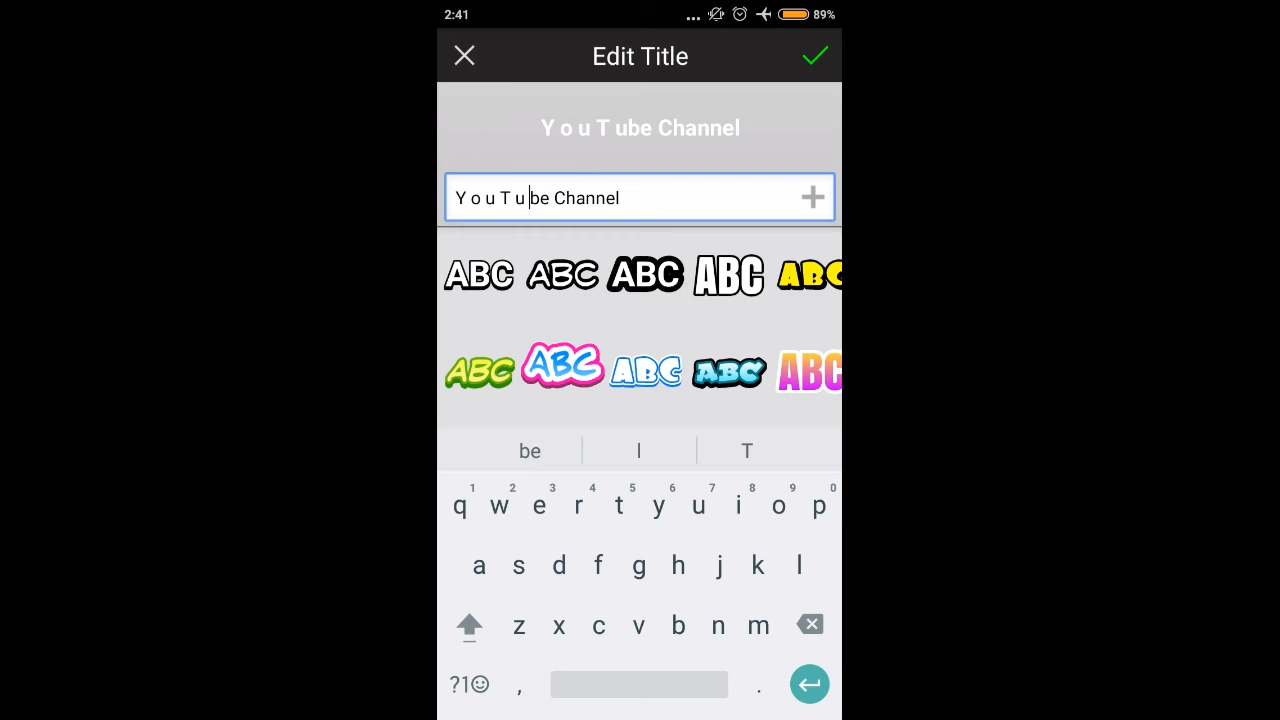 2:41 ... 89%
Edit Title
Y o u T ube Channel
Y o u T u be Channel
ABC ABC ABC ABC ABC
ABC ABC ABC ABC ABC
be I T
1 2 3 4 5 6 7 8 9 0
q w e r t y u i o p
a s d f g h j k l
z x c v b n m
?1☺ , .